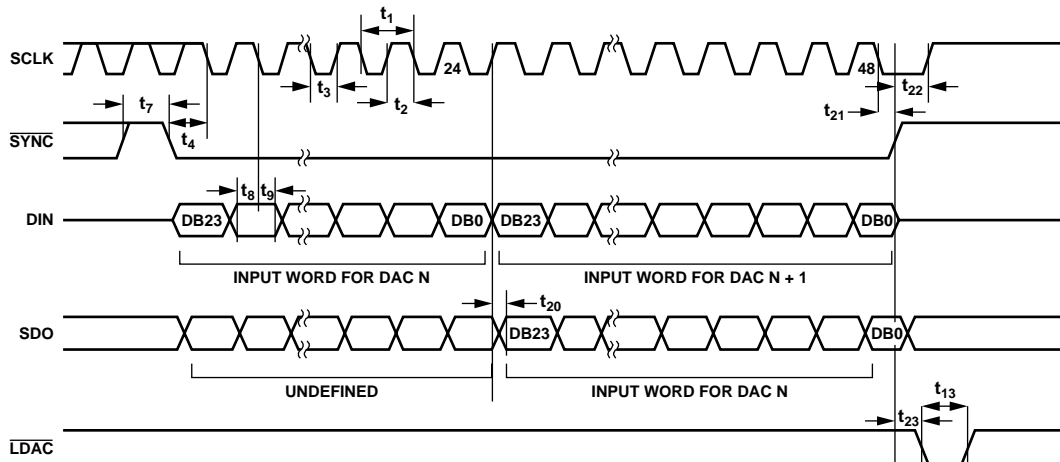 t1
SCLK
24
48
t3
t2
t22
t21
t7
t4
SYNC
t8 t9
DIN
DB23 DB0 DB23 DB0
INPUT WORD FOR DAC N INPUT WORD FOR DAC N + 1
t20
SDO
DB23 DB0
UNDEFINED INPUT WORD FOR DAC N
t13
t23
LDAC